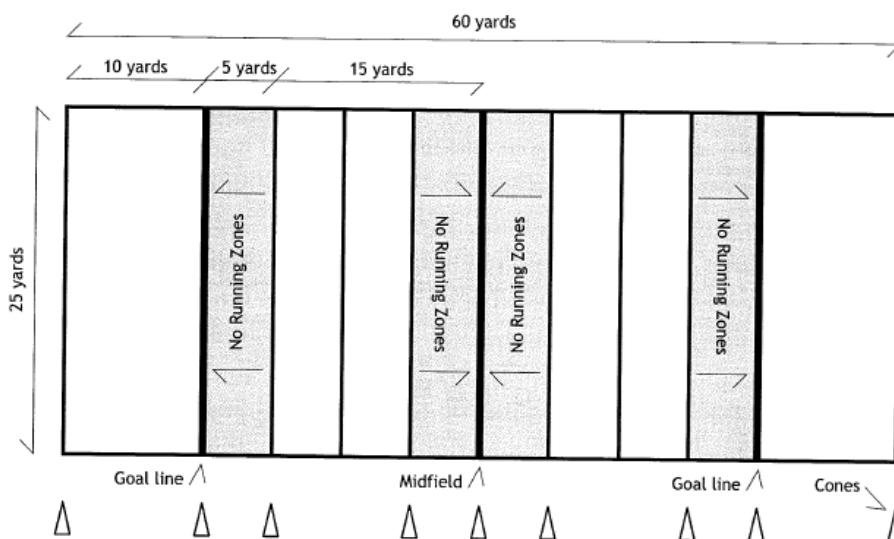 60 yards
10 yards
5 yards
15 yards
25 yards
No Running Zones
No Running Zones
No Running Zones
No Running Zones
Goal line
Midfield
Goal line
Cones